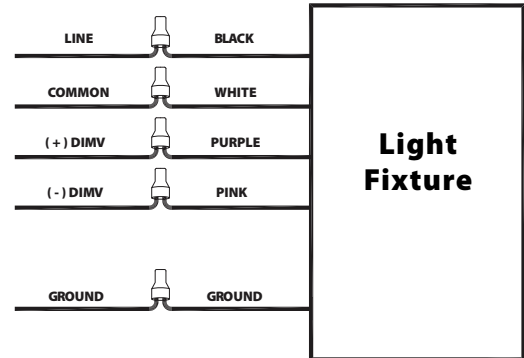 LINE BLACK
COMMON WHITE
( + ) DIMV PURPLE
( - ) DIMV PINK
GROUND GROUND
Light
Fixture